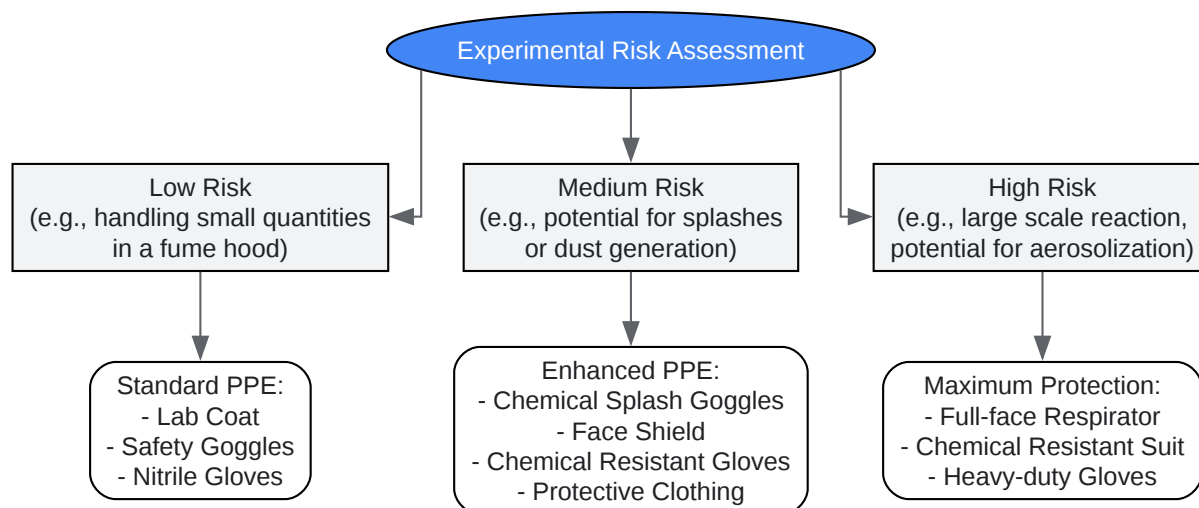 Experimental Risk Assessment
Low Risk
(e.g., handling small quantities
in a fume hood)
Medium Risk
(e.g., potential for splashes
or dust generation)
High Risk
(e.g., large scale reaction,
potential for aerosolization)
Standard PPE:
- Lab Coat
- Safety Goggles
- Nitrile Gloves
Enhanced PPE:
- Chemical Splash Goggles
- Face Shield
- Chemical Resistant Gloves
- Protective Clothing
Maximum Protection:
- Full-face Respirator
- Chemical Resistant Suit
- Heavy-duty Gloves